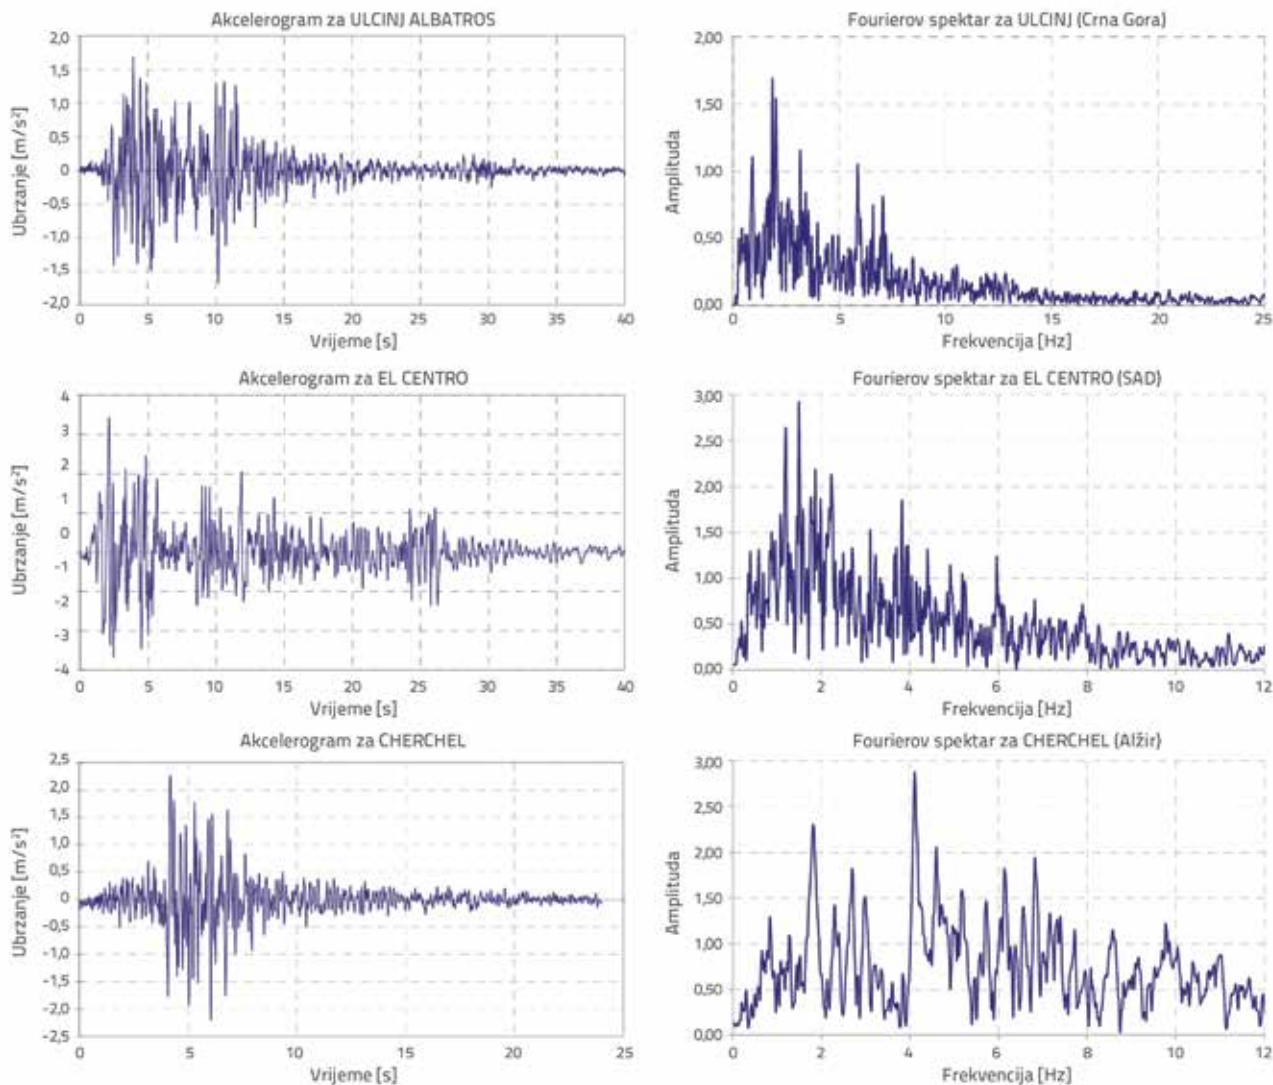 Akcelerogram za ULCINJ ALBATROS
Ubrzanje [m/s²]
2,0
1,5
1,0
0,5
0
-0,5
-1,0
-1,5
-2,0
0 5 10 15 20 25 30 35 40
Vrijeme [s]
Fourierov spektar za ULCINJ (Crna Gora)
Amplituda
2,00
1,50
1,00
0,50
0,00
0 5 10 15 20 25
Frekvencija [Hz]
Akcelerogram za EL CENTRO
Ubrzanje [m/s²]
4
3
2
1
0
-1
-2
-3
-4
0 5 10 15 20 25 30 35 40
Vrijeme [s]
Fourierov spektar za EL CENTRO (SAD)
Amplituda
3,00
2,50
2,00
1,50
1,00
0,50
0,00
0 2 4 6 8 10 12
Frekvencija [Hz]
Akcelerogram za CHERCHEL
Ubrzanje [m/s²]
2,5
2,0
1,5
1,0
0,5
0
-0,5
-1,0
-1,5
-2,0
-2,5
0 5 10 15 20 25
Vrijeme [s]
Fourierov spektar za CHERCHEL (Alžir)
Amplituda
3,00
2,50
2,00
1,50
1,00
0,50
0,00
0 2 4 6 8 10 12
Frekvencija [Hz]